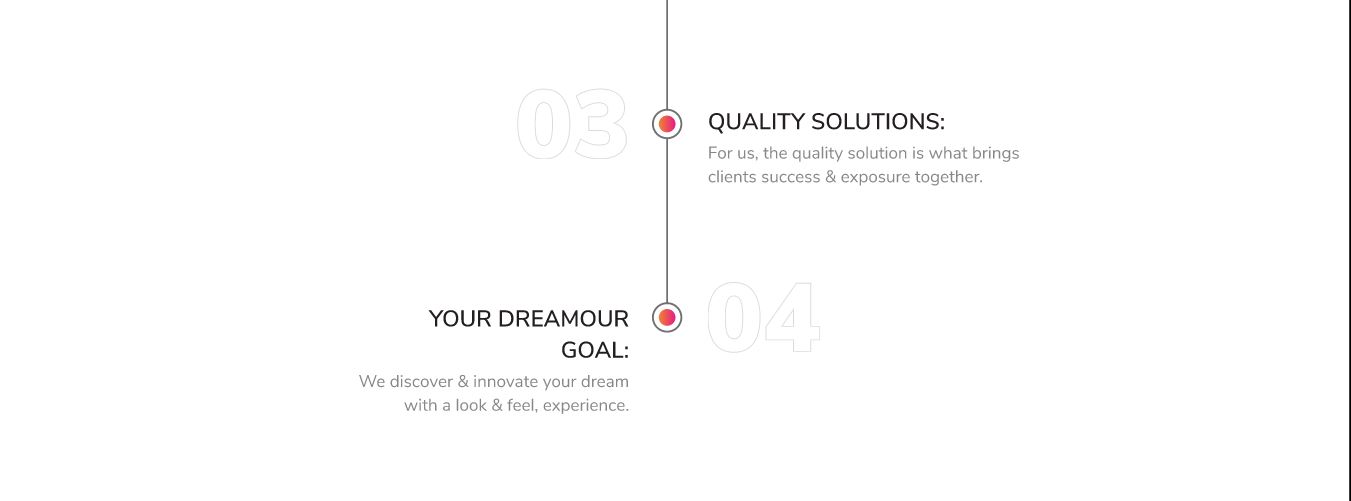 03
QUALITY SOLUTIONS:
For us, the quality solution is what brings
clients success & exposure together.
04
YOUR DREAMOUR
GOAL:
We discover & innovate your dream
with a look & feel, experience.